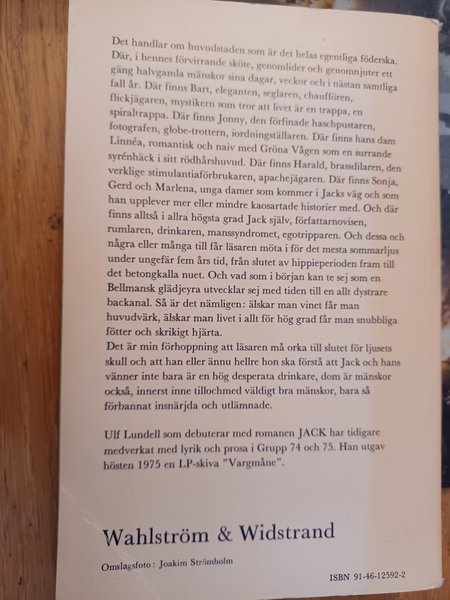 Det handlar om huvudstaden som är det helas egentliga föderska.
Där, i hennes förvirrande sköte, genomlider och genomnjuter ett
gäng halvgamla mänskor sina dagar, veckor och i nästan samtliga
fall år. Där finns Bart, eleganten, seglaren, chauffören,
flickjägaren, mystikern som tror att livet är en trappa, en
spiraltrappa. Där finns Jonny, den förfinade haschpustaren,
fotografen, globe-trottern, iordningställaren. Där finns hans dam
Linnéa, romantisk och naiv med Gröna Vågen som en surrande
syrénhäck i sitt rödhårshuvud. Där finns Harald, brassdilaren, den
verklige stimulantiaförbrukaren, apachejägaren. Där finns Sonja,
Gerd och Marlena, unga damer som kommer i Jacks väg och som
han upplever mer eller mindre kaosartade historier med. Och där
finns alltså i allra högsta grad Jack själv, författarnovisen,
rumlaren, drinkaren, manssyndromet, egotripparen. Och dessa och
några eller många till får läsaren möta i för det mesta sommarljus
under ungefär fem års tid, från slutet av hippieperioden fram till
det betongkalla nuet. Och vad som i början kan te sej som en
Bellmansk glädjeyra utvecklar sej med tiden till en allt dystrare
backanal. Så är det nämligen: älskar man vinet får man
huvudvärk, älskar man livet i allt för hög grad får man snubbliga
fötter och skrikigt hjärta.
Det är min förhoppning att läsaren må orka till slutet för ljusets
skull och att han eller ännu hellre hon ska förstå att Jack och hans
vänner inte bara är en hög desperata drinkare, dom är mänskor
också, innerst inne tillochmed väldigt bra mänskor, bara så
förbannat insnärjda och utlämnade.
Ulf Lundell som debuterar med romanen JACK har tidigare
medverkat med lyrik och prosa i Grupp 74 och 75. Han utgav
hösten 1975 en LP-skiva "Vargmåne".
Wahlström & Widstrand
Omslagsfoto: Joakim Strömholm
ISBN 91-46-12592-2